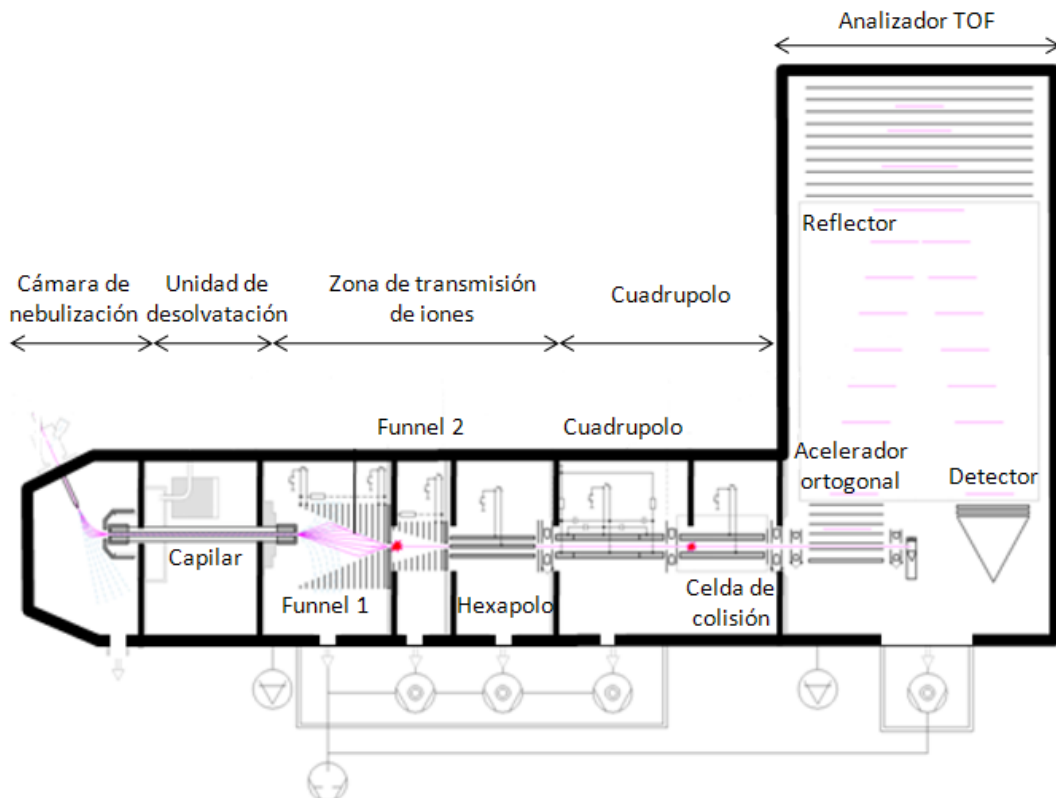 Analizador TOF
Reflector
Cámara de
nebulización
Unidad de
desolvatación
Zona de transmisión
de iones
Cuadrupolo
Funnel 2
Cuadrupolo
Acelerador
ortogonal
Detector
Capilar
Funnel 1
Hexapolo
Celda de
colisión